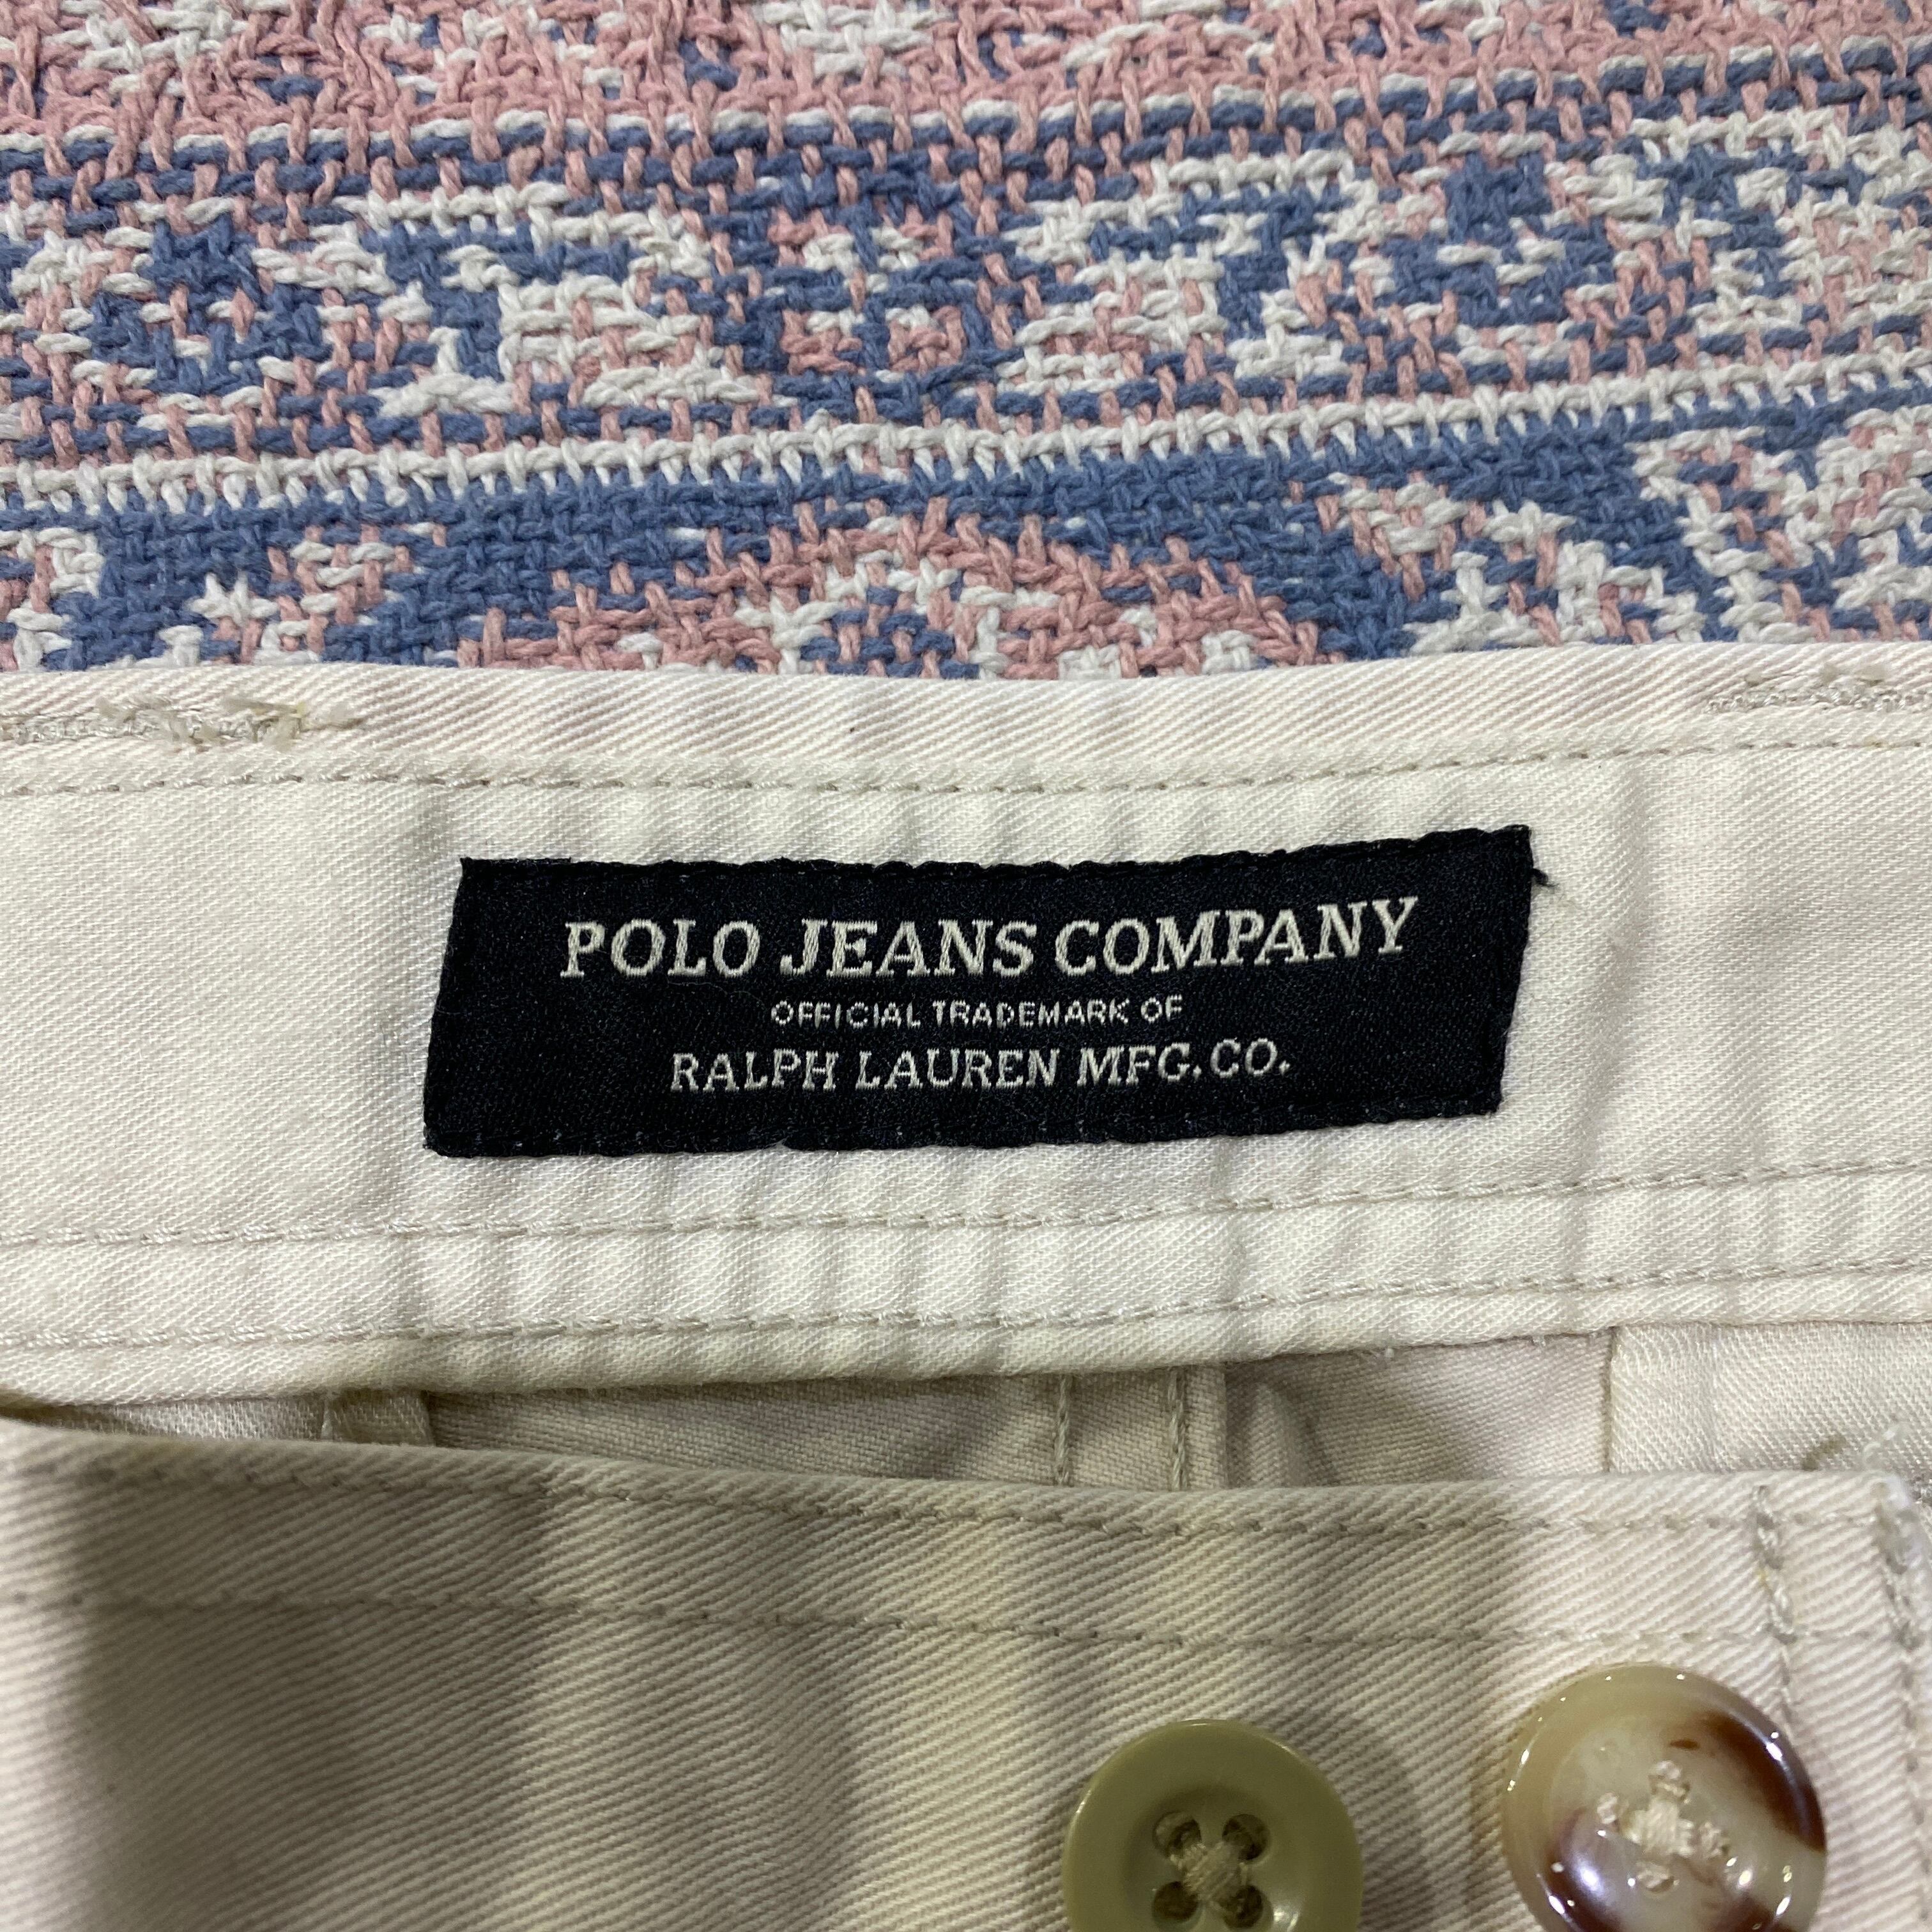 POLO JEANS COMPANY
OFFICIAL TRADEMARK OF
RALPH LAUREN MFG. CO.